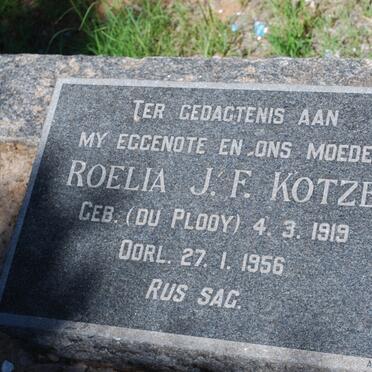 TER GEDAGTENIS AAN
MY EGGENOTE EN ONS MOEDE
ROELIA J. F. KOTZE
GEB. (DU PLOOY) 4. 3. 1919
OORL. 27. 1. 1956
RUS SAG.